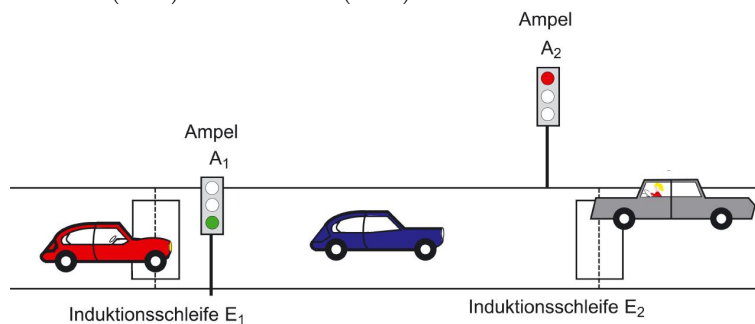 Ampel
A₂
Ampel
A₁
Induktionsschleife E₁
Induktionsschleife E₂